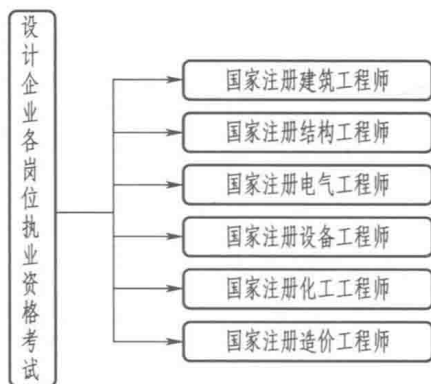 设计企业各岗位执业资格考试
国家注册建筑工程师
国家注册结构工程师
国家注册电气工程师
国家注册设备工程师
国家注册化工工程师
国家注册造价工程师